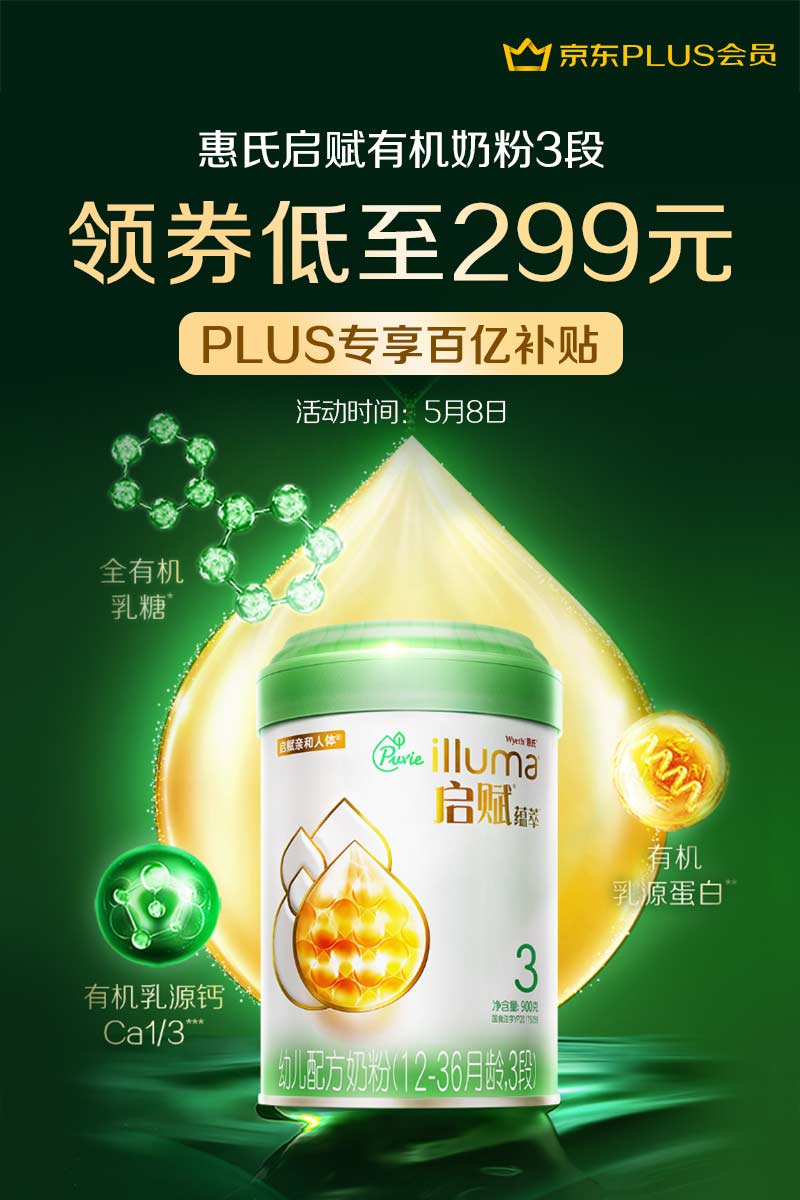 京东PLUS会员
惠氏启赋有机奶粉3段
领券低至299元
PLUS专享百亿补贴
活动时间：5月8日
全有机
乳糖*
启赋亲和人体®
Wyeth®惠氏®
Purie
illuma®
启赋®蕴萃®
有机
乳源蛋白**
有机乳源钙
Ca1/3***
3
净含量:900克
幼儿配方奶粉(12-36月龄,3段)